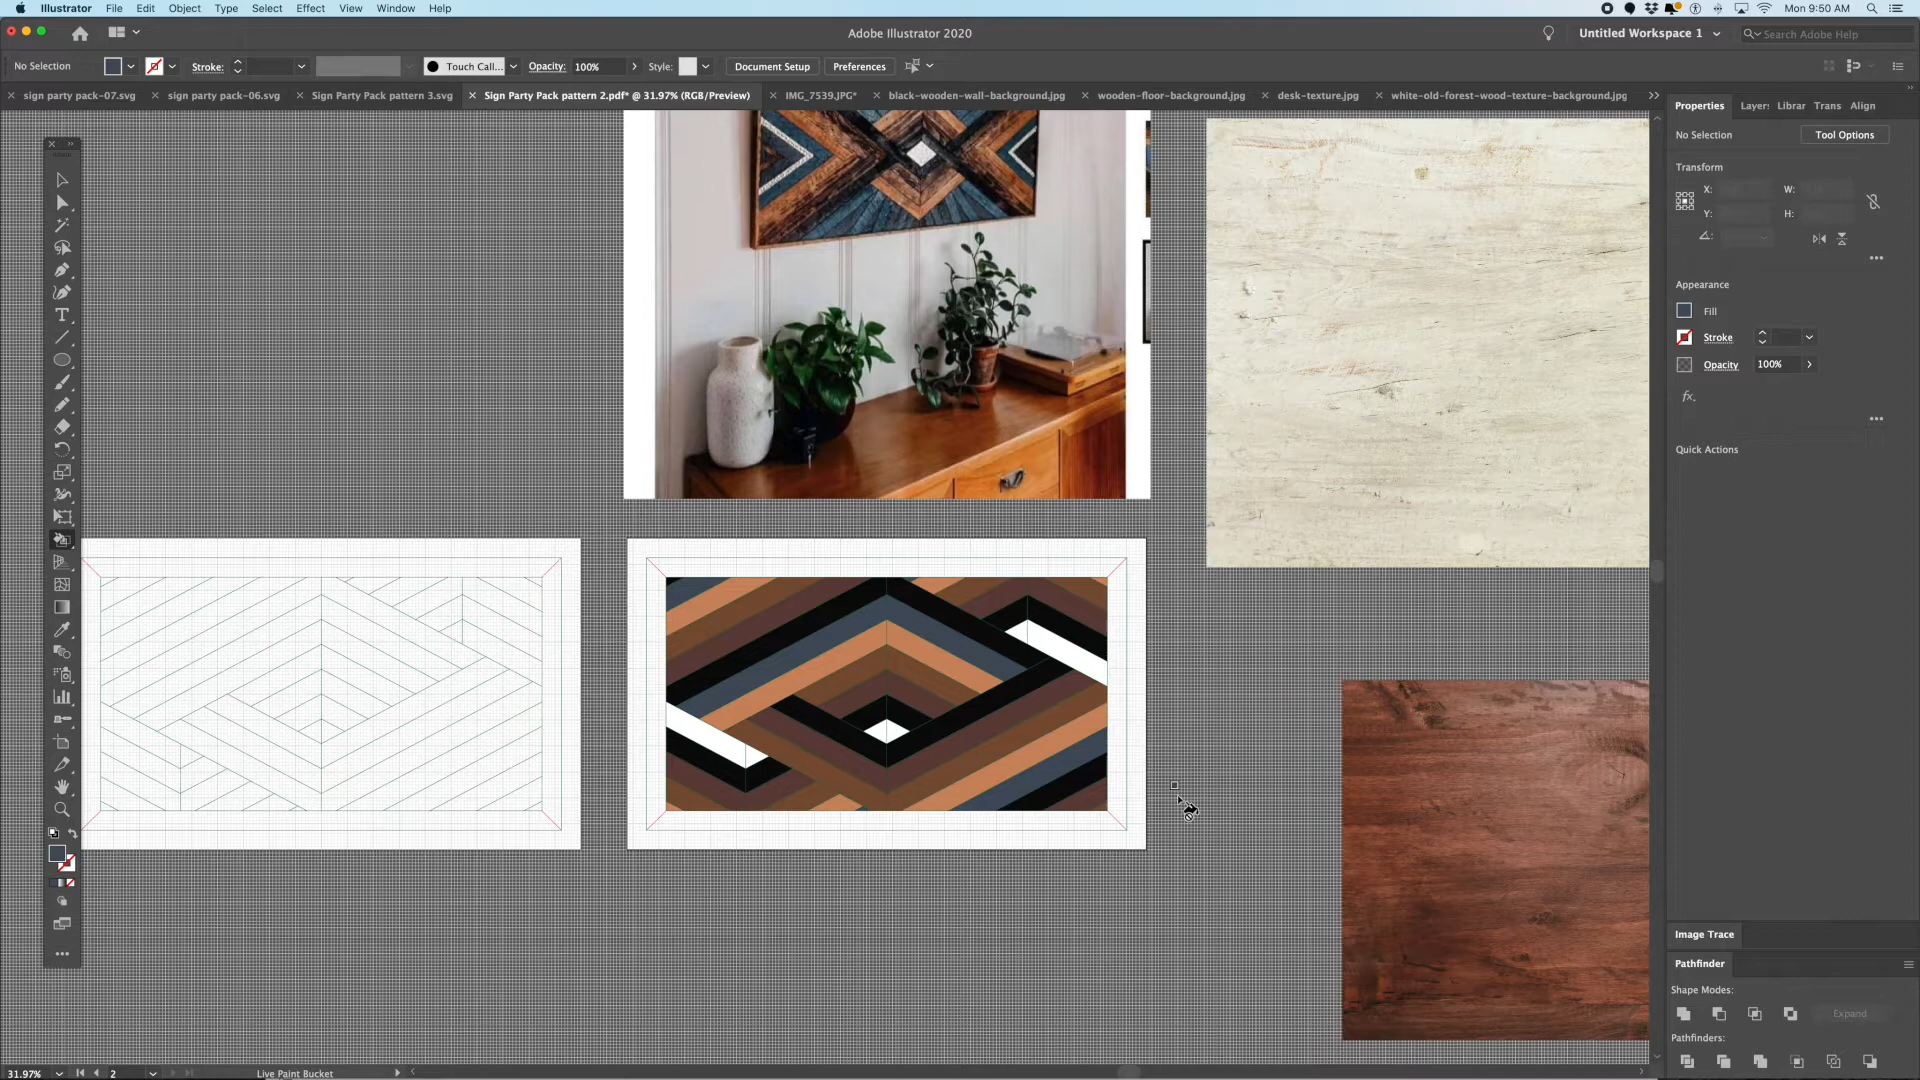 Illustrator File Edit Object Type Select Effect View Window Help Mon 9:50 AM
Adobe Illustrator 2020
Untitled Workspace 1
Search Adobe Help
No Selection
Stroke:
Touch Call...
Opacity:
100%
Style:
Document Setup
Preferences
sign party pack-07.svg
sign party pack-06.svg
Sign Party Pack pattern 3.svg
Sign Party Pack pattern 2.pdf* @ 31.97% (RGB/Preview)
IMG_7539.JPG*
black-wooden-wall-background.jpg
wooden-floor-background.jpg
desk-texture.jpg
white-old-forest-wood-texture-background.jpg
Properties
Layers
Librar
Trans
Align
No Selection
Tool Options
Transform
X:
W:
Y:
H:
Appearance
Fill
Stroke
Opacity
100%
fx.
Quick Actions
Image Trace
Pathfinder
Shape Modes:
Expand
Pathfinders:
31.97%
2
Live Paint Bucket